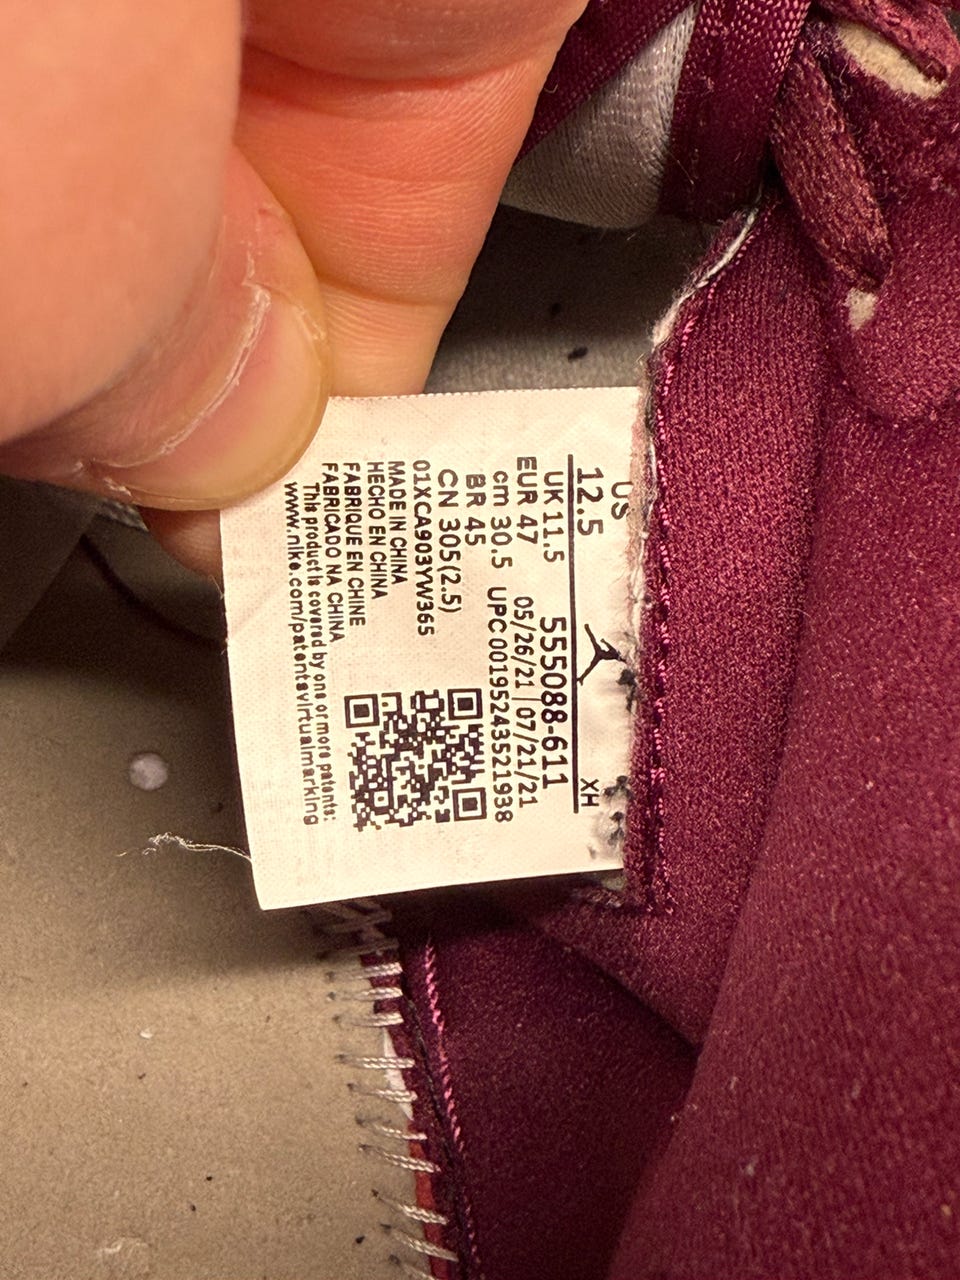 US
12.5
XH
UK 11.5 555088-611
EUR 47 05/26/21 | 07/21/21
cm 30.5 UPC 00195243521938
BR 45
CN 305(2.5)
01XCA903YW365
MADE IN CHINA
HECHO EN CHINA
FABRIQUE EN CHINE
FABRICADO NA CHINA
This product is covered by one or more patents:
www.nike.com/patentsvirtualmarking